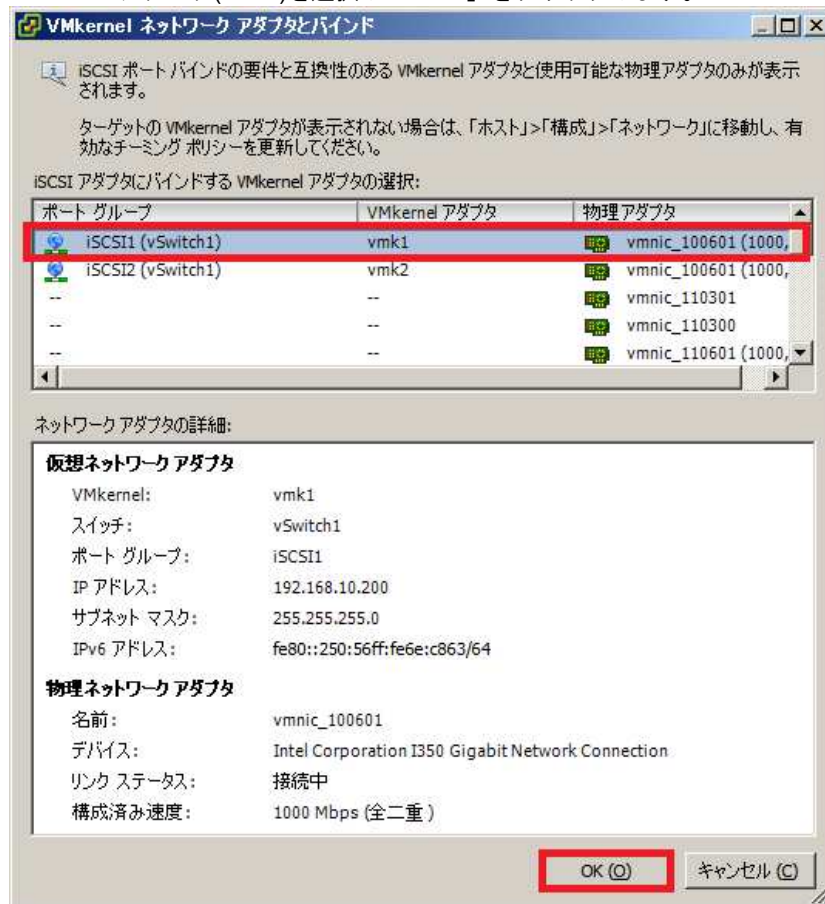 VMkernel ネットワーク アダプタとバインド
iSCSI ポート バインドの要件と互換性のある VMkernel アダプタと使用可能な物理アダプタのみが表示
されます。
ターゲットの VMkernel アダプタが表示されない場合は、「ホスト」>「構成」>「ネットワーク」に移動し、有
効なチーミング ポリシーを更新してください。
iSCSI アダプタにバインドする VMkernel アダプタの選択:
ポート グループ VMkernel アダプタ 物理アダプタ
iSCSI1 (vSwitch1) vmk1 vmnic_100601 (1000,
iSCSI2 (vSwitch1) vmk2 vmnic_100601 (1000,
-- -- vmnic_110301
-- -- vmnic_110300
-- -- vmnic_110601 (1000,
ネットワーク アダプタの詳細:
仮想ネットワーク アダプタ
VMkernel: vmk1
スイッチ: vSwitch1
ポート グループ: iSCSI1
IP アドレス: 192.168.10.200
サブネット マスク: 255.255.255.0
IPv6 アドレス: fe80::250:56ff:fe6e:c863/64
物理ネットワーク アダプタ
名前: vmnic_100601
デバイス: Intel Corporation I350 Gigabit Network Connection
リンク ステータス: 接続中
構成済み速度: 1000 Mbps (全二重 )
OK (O) キャンセル (C)